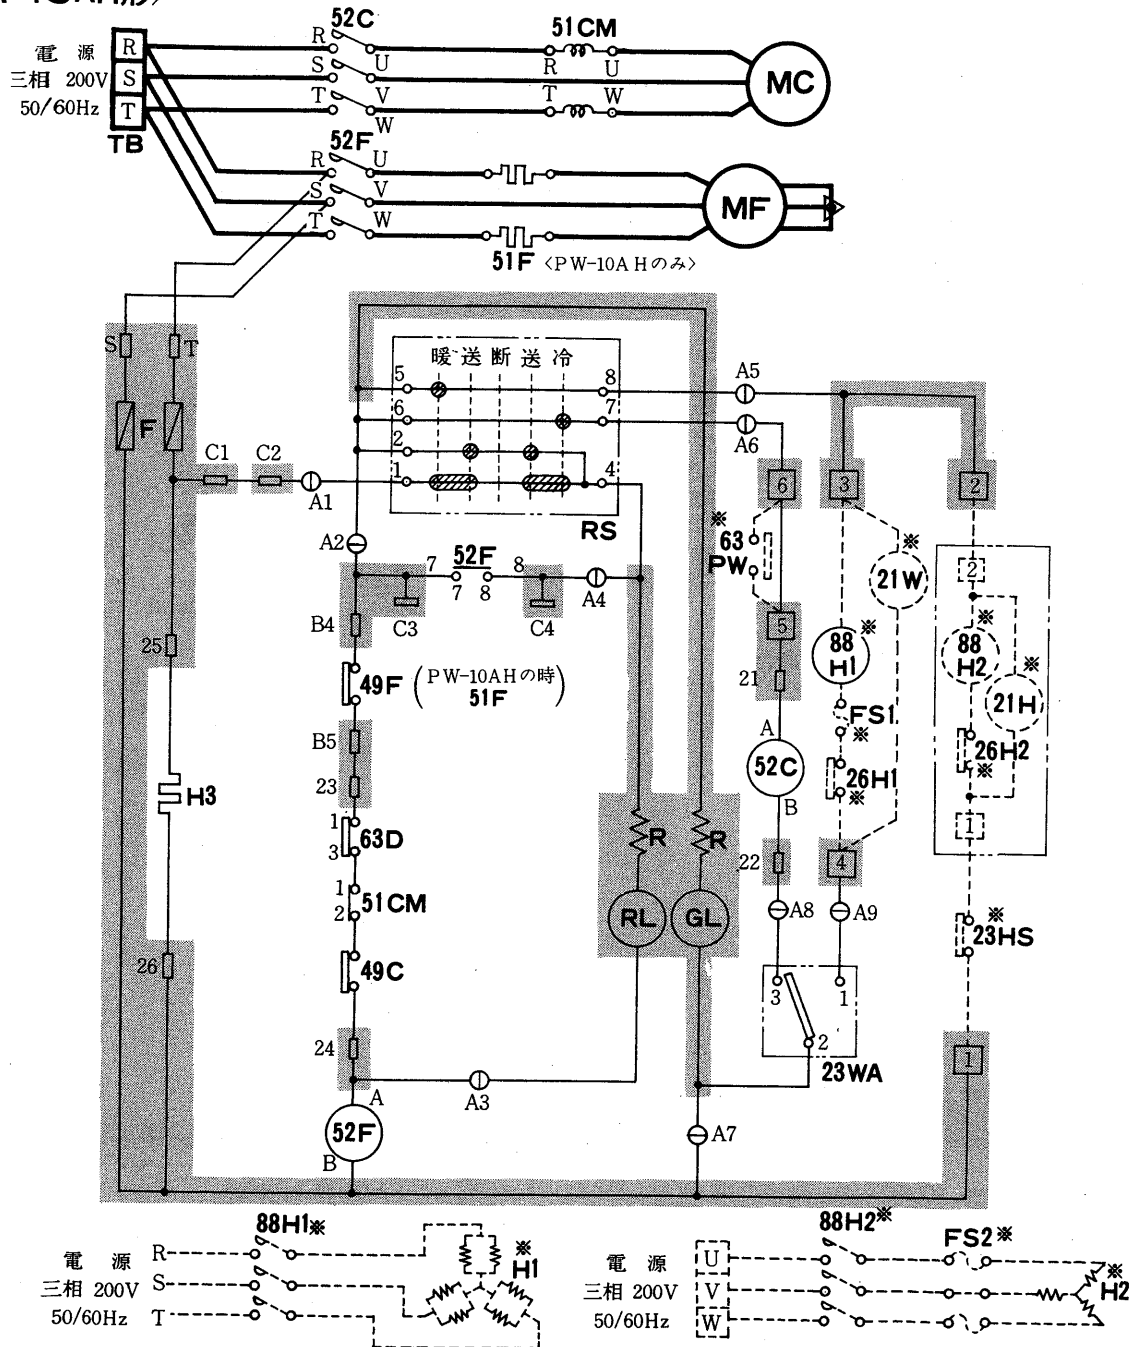 52C
51CM
R U R U
電源 R
三相 200V S S U MC
50/60Hz T T V T W
TB W
52F
R U
S V MF
T W
51F 〈PW-10AHのみ〉
S T
暖送断送冷
5 8 A5
6 7 A6
F
2
C1 C2 1 4
A1 RS
6 3 2
※ 63 PW
A2
7 52F 8
7 8
A4
※ 21W
2
B4 C3 C4
5
25
88 H1 ※
88 H2 ※
※ 21H
49F (PW-10AHの時) 51F
21
A
FS1 ※
B5
52C
26H1 ※
26H2 ※
H3
23
B
1
1 63D 3
R R
22
4
1 51CM 2
RL GL
A8 A9
※ 23HS
49C
26
3 1
24
2
23WA
1
A
A3
52F
A7
B
88H1※
電源 R
三相 200V S
50/60Hz T
※ H1
88H2※ FS2※
電源 U
三相 200V V
50/60Hz W
※ H2